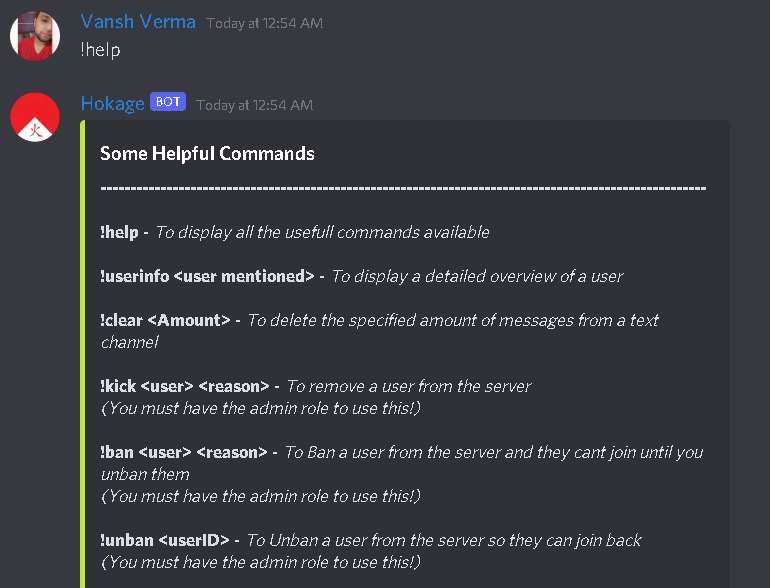 Vansh Verma Today at 12:54 AM
!help
Hokage BOT Today at 12:54 AM
火
Some Helpful Commands
-----------------------------------------------------------------------------------------------------
!help - To display all the usefull commands available
!userinfo <user mentioned> - To display a detailed overview of a user
!clear <Amount> - To delete the specified amount of messages from a text
channel
!kick <user> <reason> - To remove a user from the server
(You must have the admin role to use this!)
!ban <user> <reason> - To Ban a user from the server and they cant join until you
unban them
(You must have the admin role to use this!)
!unban <userID> - To Unban a user from the server so they can join back
(You must have the admin role to use this!)